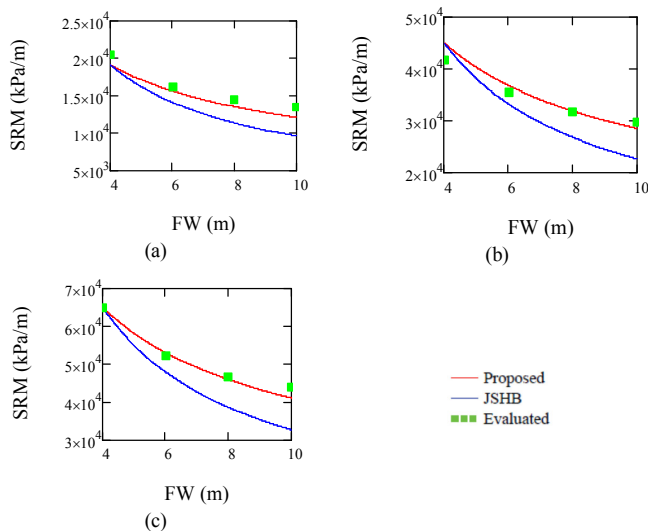 SRM (kPa/m)
2.5×10⁴
2×10⁴
1.5×10⁴
1×10⁴
5×10³
4 6 8 10
FW (m)
(a)
SRM (kPa/m)
5×10⁴
4×10⁴
3×10⁴
2×10⁴
4 6 8 10
FW (m)
(b)
SRM (kPa/m)
7×10⁴
6×10⁴
5×10⁴
4×10⁴
3×10⁴
4 6 8 10
FW (m)
(c)
Proposed
JSHB
Evaluated